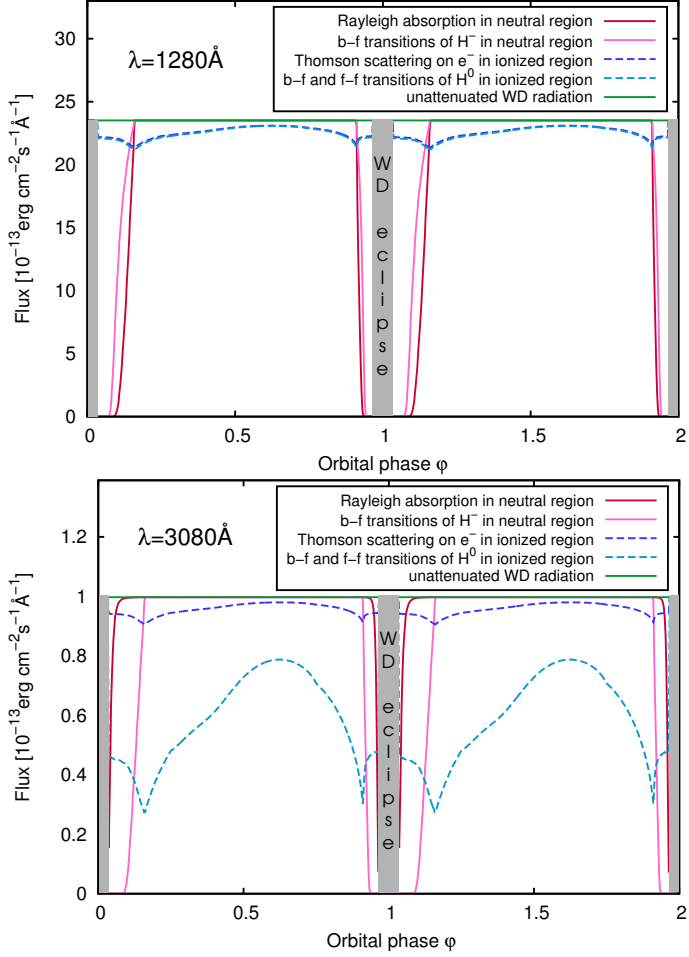 λ=1280Å
Rayleigh absorption in neutral region
b−f transitions of H⁻ in neutral region
Thomson scattering on e⁻ in ionized region
b−f and f−f transitions of H⁰ in ionized region
unattenuated WD radiation
Flux [10⁻¹³erg cm⁻²s⁻¹Å⁻¹]
30
25
20
15
10
5
0
WD eclipse
0 0.5 1 1.5 2
Orbital phase φ
λ=3080Å
Rayleigh absorption in neutral region
b−f transitions of H⁻ in neutral region
Thomson scattering on e⁻ in ionized region
b−f and f−f transitions of H⁰ in ionized region
unattenuated WD radiation
Flux [10⁻¹³erg cm⁻²s⁻¹Å⁻¹]
1.2
1
0.8
0.6
0.4
0.2
0
WD eclipse
0 0.5 1 1.5 2
Orbital phase φ